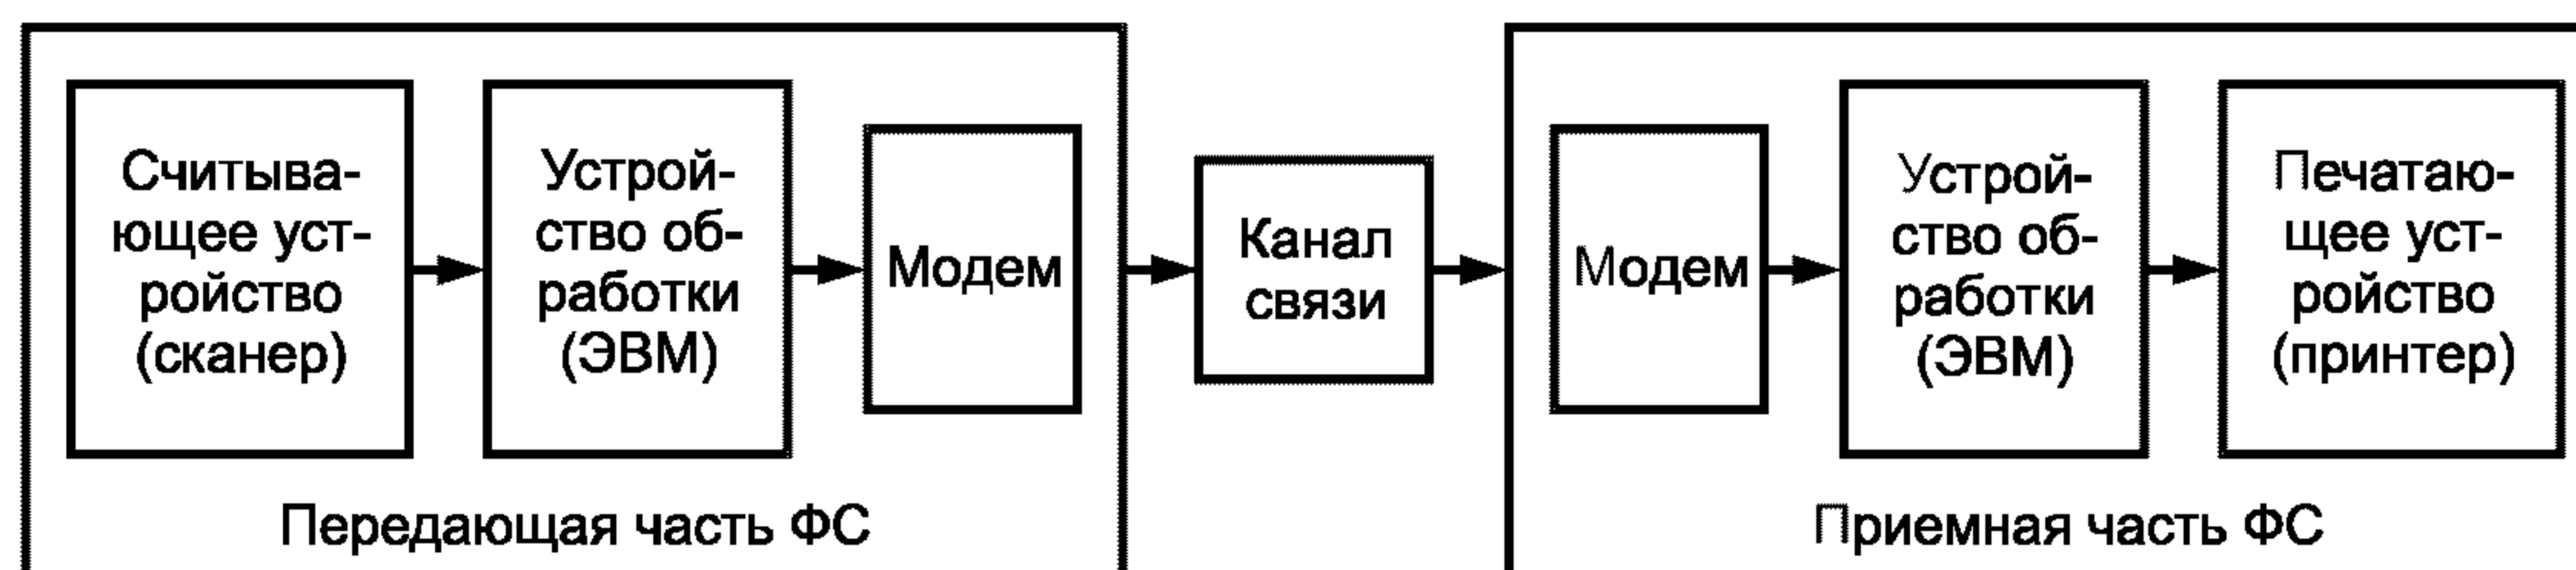 Считыва-
ющее уст-
ройство
(сканер)
Устрой-
ство об-
работки
(ЭВМ)
Модем
Передающая часть ФС
Канал
связи
Модем
Устрой-
ство об-
работки
(ЭВМ)
Печатаю-
щее уст-
ройство
(принтер)
Приемная часть ФС